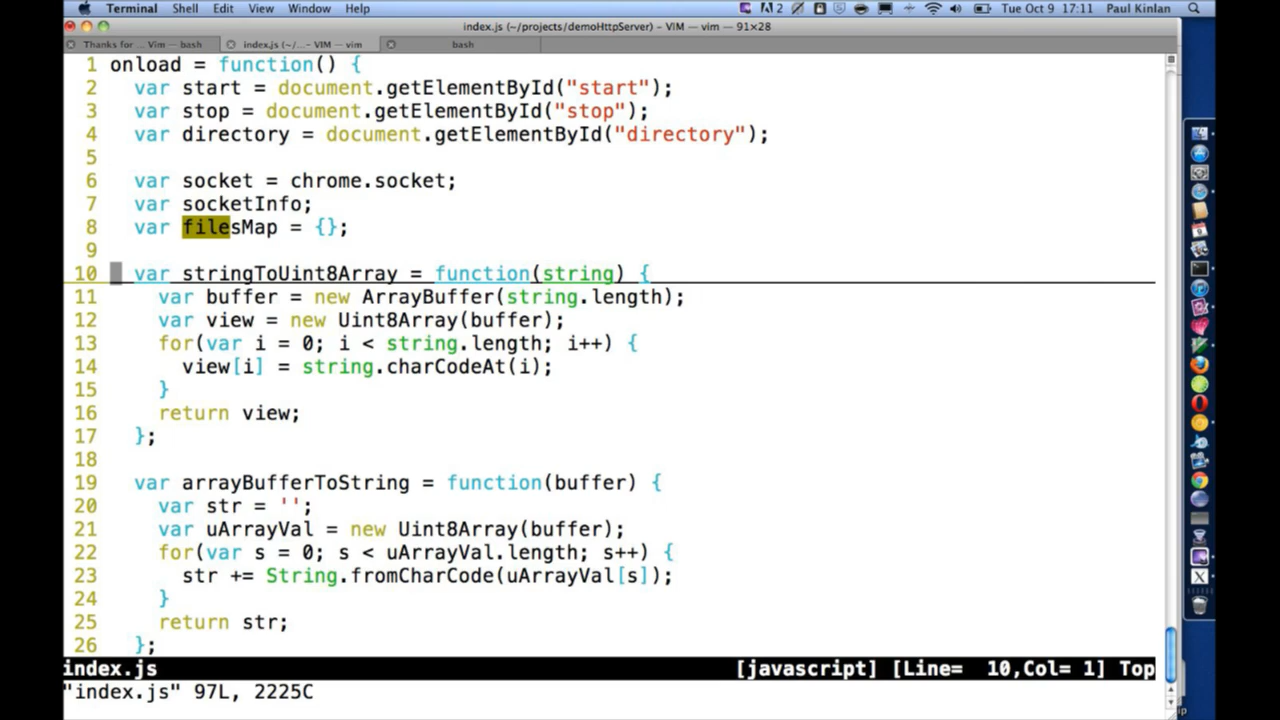 Terminal Shell Edit View Window Help 2 Tue Oct 9 17:11 Paul Kinlan
index.js (~/projects/demoHttpServer) – VIM — vim — 91×28
Thanks for ... Vim — bash index.js (~/...– VIM — vim bash
1 onload = function() {
2 var start = document.getElementById("start");
3 var stop = document.getElementById("stop");
4 var directory = document.getElementById("directory");
5
6 var socket = chrome.socket;
7 var socketInfo;
8 var filesMap = {};
9
10 var stringToUint8Array = function(string) {
11 var buffer = new ArrayBuffer(string.length);
12 var view = new Uint8Array(buffer);
13 for(var i = 0; i < string.length; i++) {
14 view[i] = string.charCodeAt(i);
15 }
16 return view;
17 };
18
19 var arrayBufferToString = function(buffer) {
20 var str = '';
21 var uArrayVal = new Uint8Array(buffer);
22 for(var s = 0; s < uArrayVal.length; s++) {
23 str += String.fromCharCode(uArrayVal[s]);
24 }
25 return str;
26 };
index.js [javascript] [Line= 10,Col= 1] Top
"index.js" 97L, 2225C